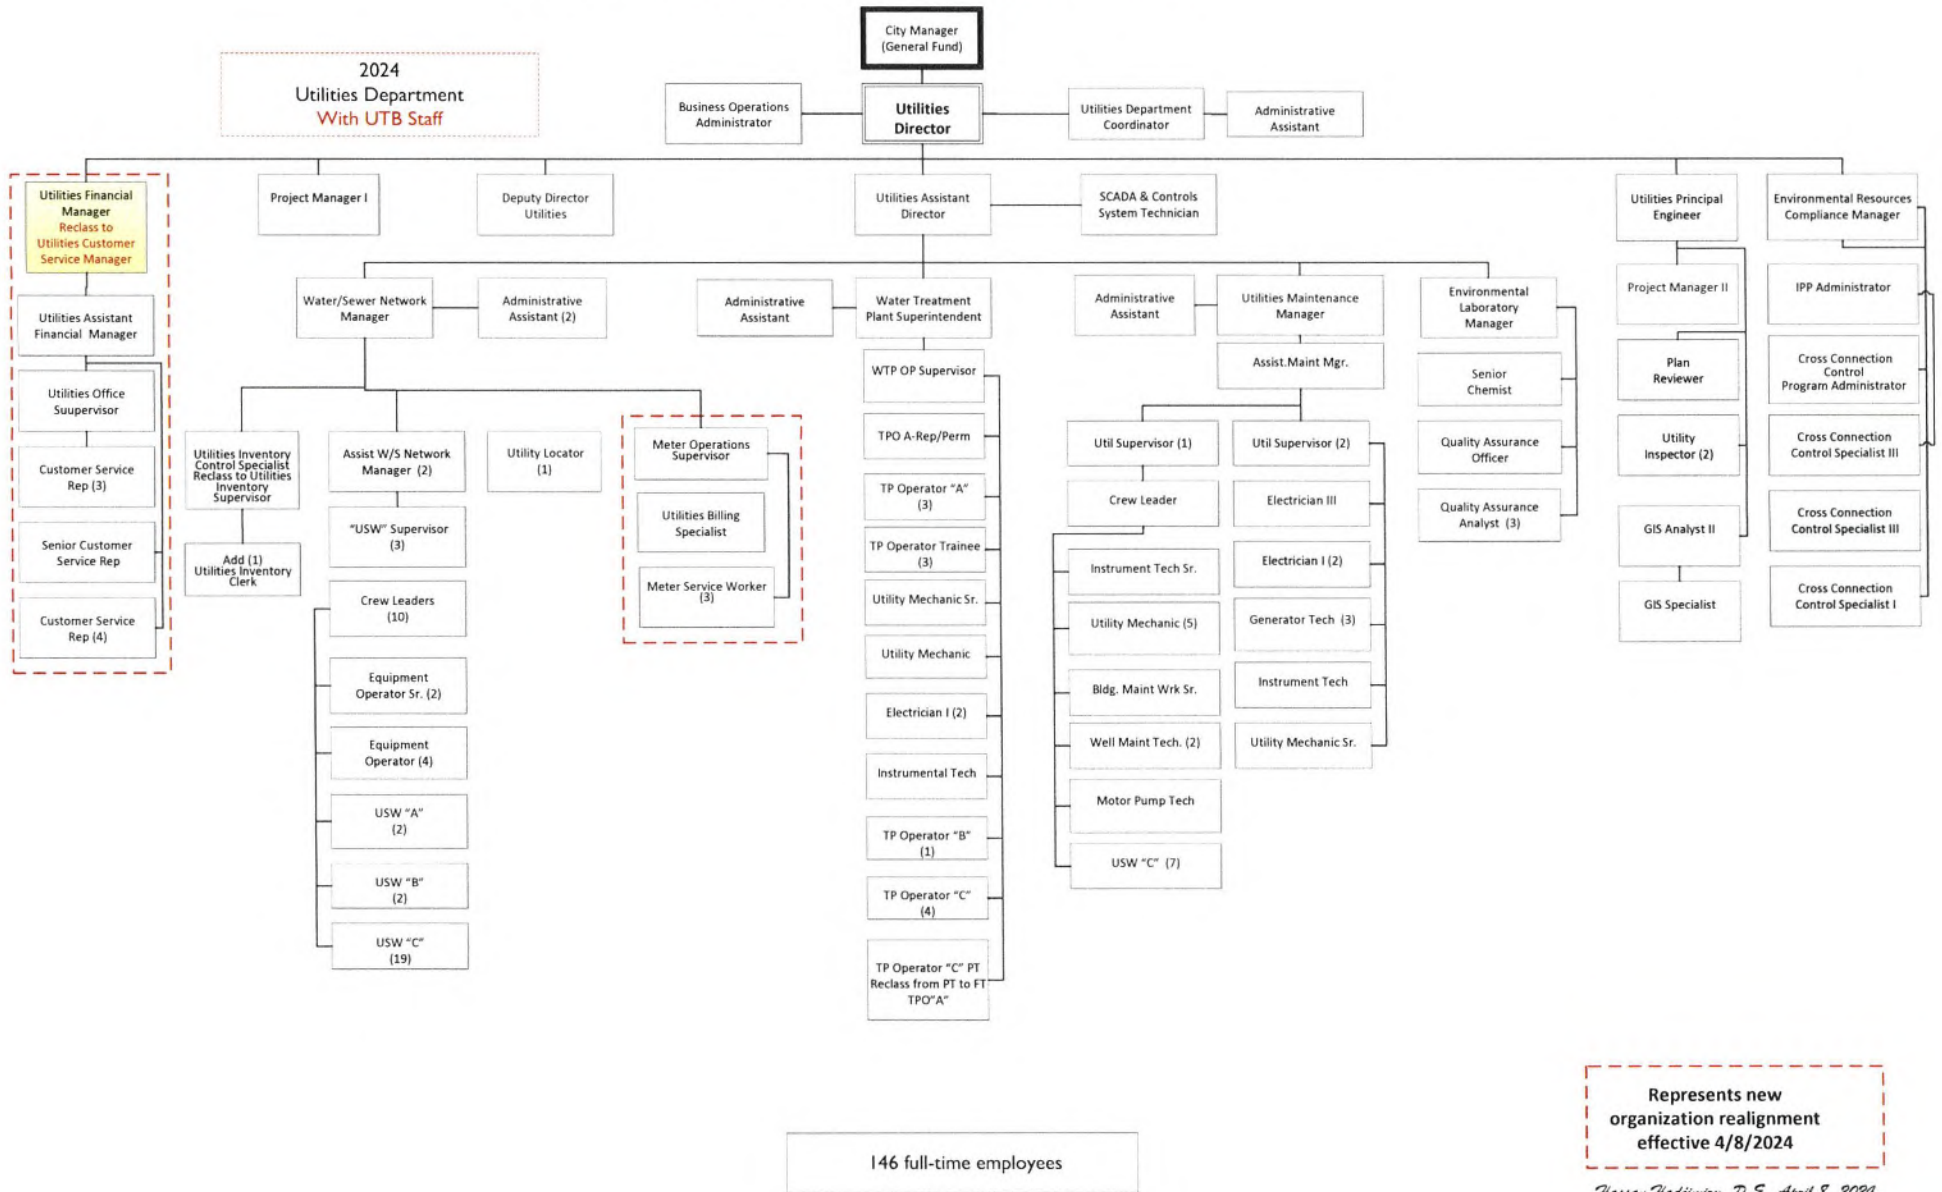 City Manager
(General Fund)
2024
Utilities Department
With UTB Staff
Business Operations
Administrator
Utilities
Director
Utilities Department
Coordinator
Administrative
Assistant
Utilities Financial
Manager
Reclass to
Utilities Customer
Service Manager
Project Manager I
Deputy Director
Utilities
Utilities Assistant
Director
SCADA & Controls
System Technician
Utilities Principal
Engineer
Environmental Resources
Compliance Manager
Utilities Assistant
Financial Manager
Utilities Office
Suupervisor
Customer Service
Rep (3)
Senior Customer
Service Rep
Customer Service
Rep (4)
Water/Sewer Network
Manager
Administrative
Assistant (2)
Utilities Inventory
Control Specialist
Reclass to Utilities
Inventory
Supervisor
Add (1)
Utilities Inventory
Clerk
Assist W/S Network
Manager (2)
"USW" Supervisor
(3)
Crew Leaders
(10)
Equipment
Operator Sr. (2)
Equipment
Operator (4)
USW "A"
(2)
USW "B"
(2)
USW "C"
(19)
Utility Locator
(1)
Meter Operations
Supervisor
Utilities Billing
Specialist
Meter Service Worker
(3)
Administrative
Assistant
Water Treatment
Plant Superintendent
WTP OP Supervisor
TPO A-Rep/Perm
TP Operator "A"
(3)
TP Operator Trainee
(3)
Utility Mechanic Sr.
Utility Mechanic
Electrician I (2)
Instrumental Tech
TP Operator "B"
(1)
TP Operator "C"
(4)
TP Operator "C" PT
Reclass from PT to FT
TPO"A"
Administrative
Assistant
Utilities Maintenance
Manager
Assist.Maint Mgr.
Util Supervisor (1)
Crew Leader
Instrument Tech Sr.
Utility Mechanic (5)
Bldg. Maint Wrk Sr.
Well Maint Tech. (2)
Motor Pump Tech
USW "C" (7)
Util Supervisor (2)
Electrician III
Electrician I (2)
Generator Tech (3)
Instrument Tech
Utility Mechanic Sr.
Environmental
Laboratory
Manager
Senior
Chemist
Quality Assurance
Officer
Quality Assurance
Analyst (3)
Project Manager II
Plan
Reviewer
Utility
Inspector (2)
GIS Analyst II
GIS Specialist
IPP Administrator
Cross Connection
Control
Program Administrator
Cross Connection
Control Specialist III
Cross Connection
Control Specialist III
Cross Connection
Control Specialist I
146 full-time employees
Represents new
organization realignment
effective 4/8/2024
P.E. April 8, 2024